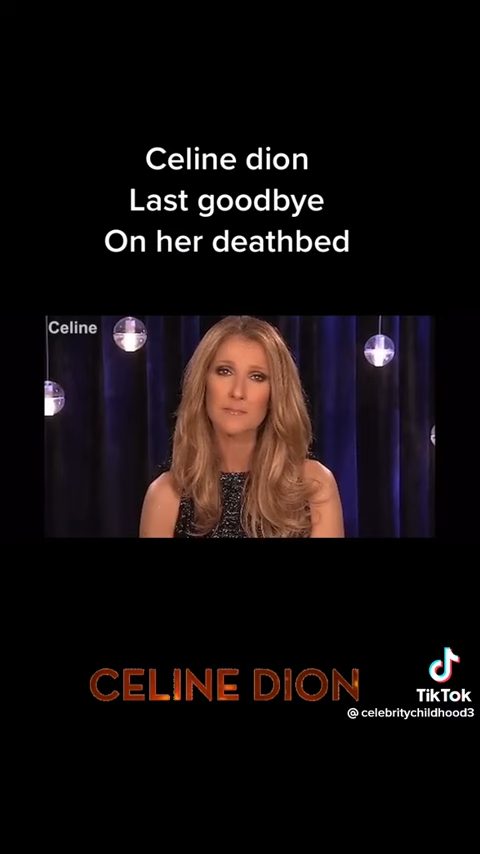 Celine dion
Last goodbye
On her deathbed
Celine
CELINE DION
TikTok
@celebritychildhood3